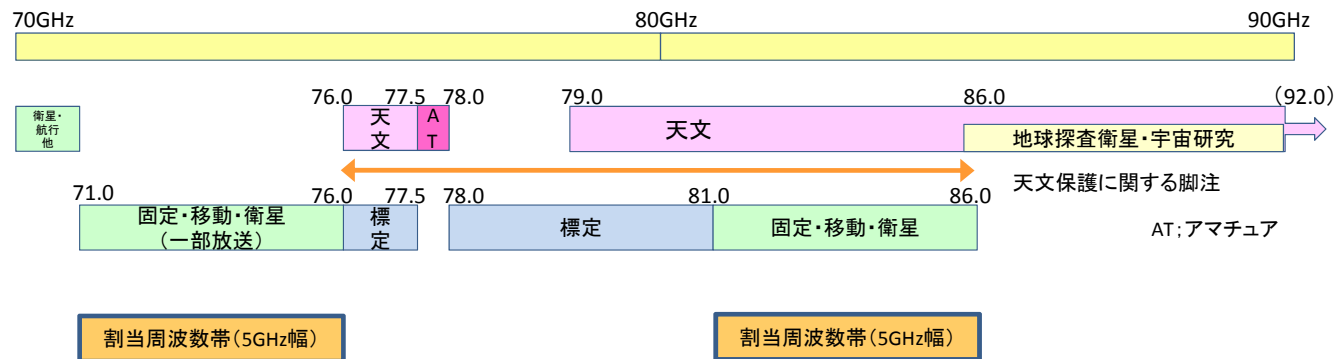 70GHz
80GHz
90GHz
衛星・
航行
他
76.0
77.5
78.0
79.0
86.0
(92.0)
天
文
A
T
天文
地球探査衛星・宇宙研究
天文保護に関する脚注
71.0
76.0
77.5
78.0
81.0
86.0
固定・移動・衛星
(一部放送)
標
定
標定
固定・移動・衛星
AT;アマチュア
割当周波数帯(5GHz幅)
割当周波数帯(5GHz幅)